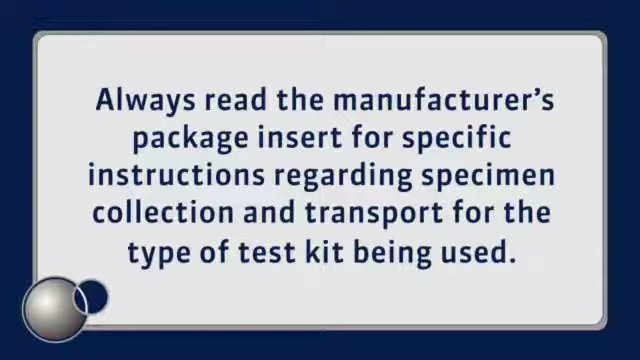 Always read the manufacturer’s
package insert for specific
instructions regarding specimen
collection and transport for the
type of test kit being used.